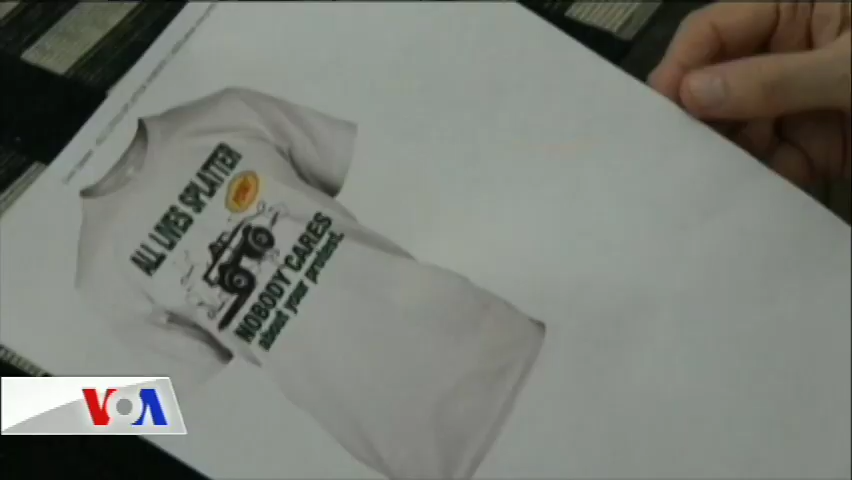 ALL LIVES SPLATTER
NOBODY CARES
about your protest.
VOA